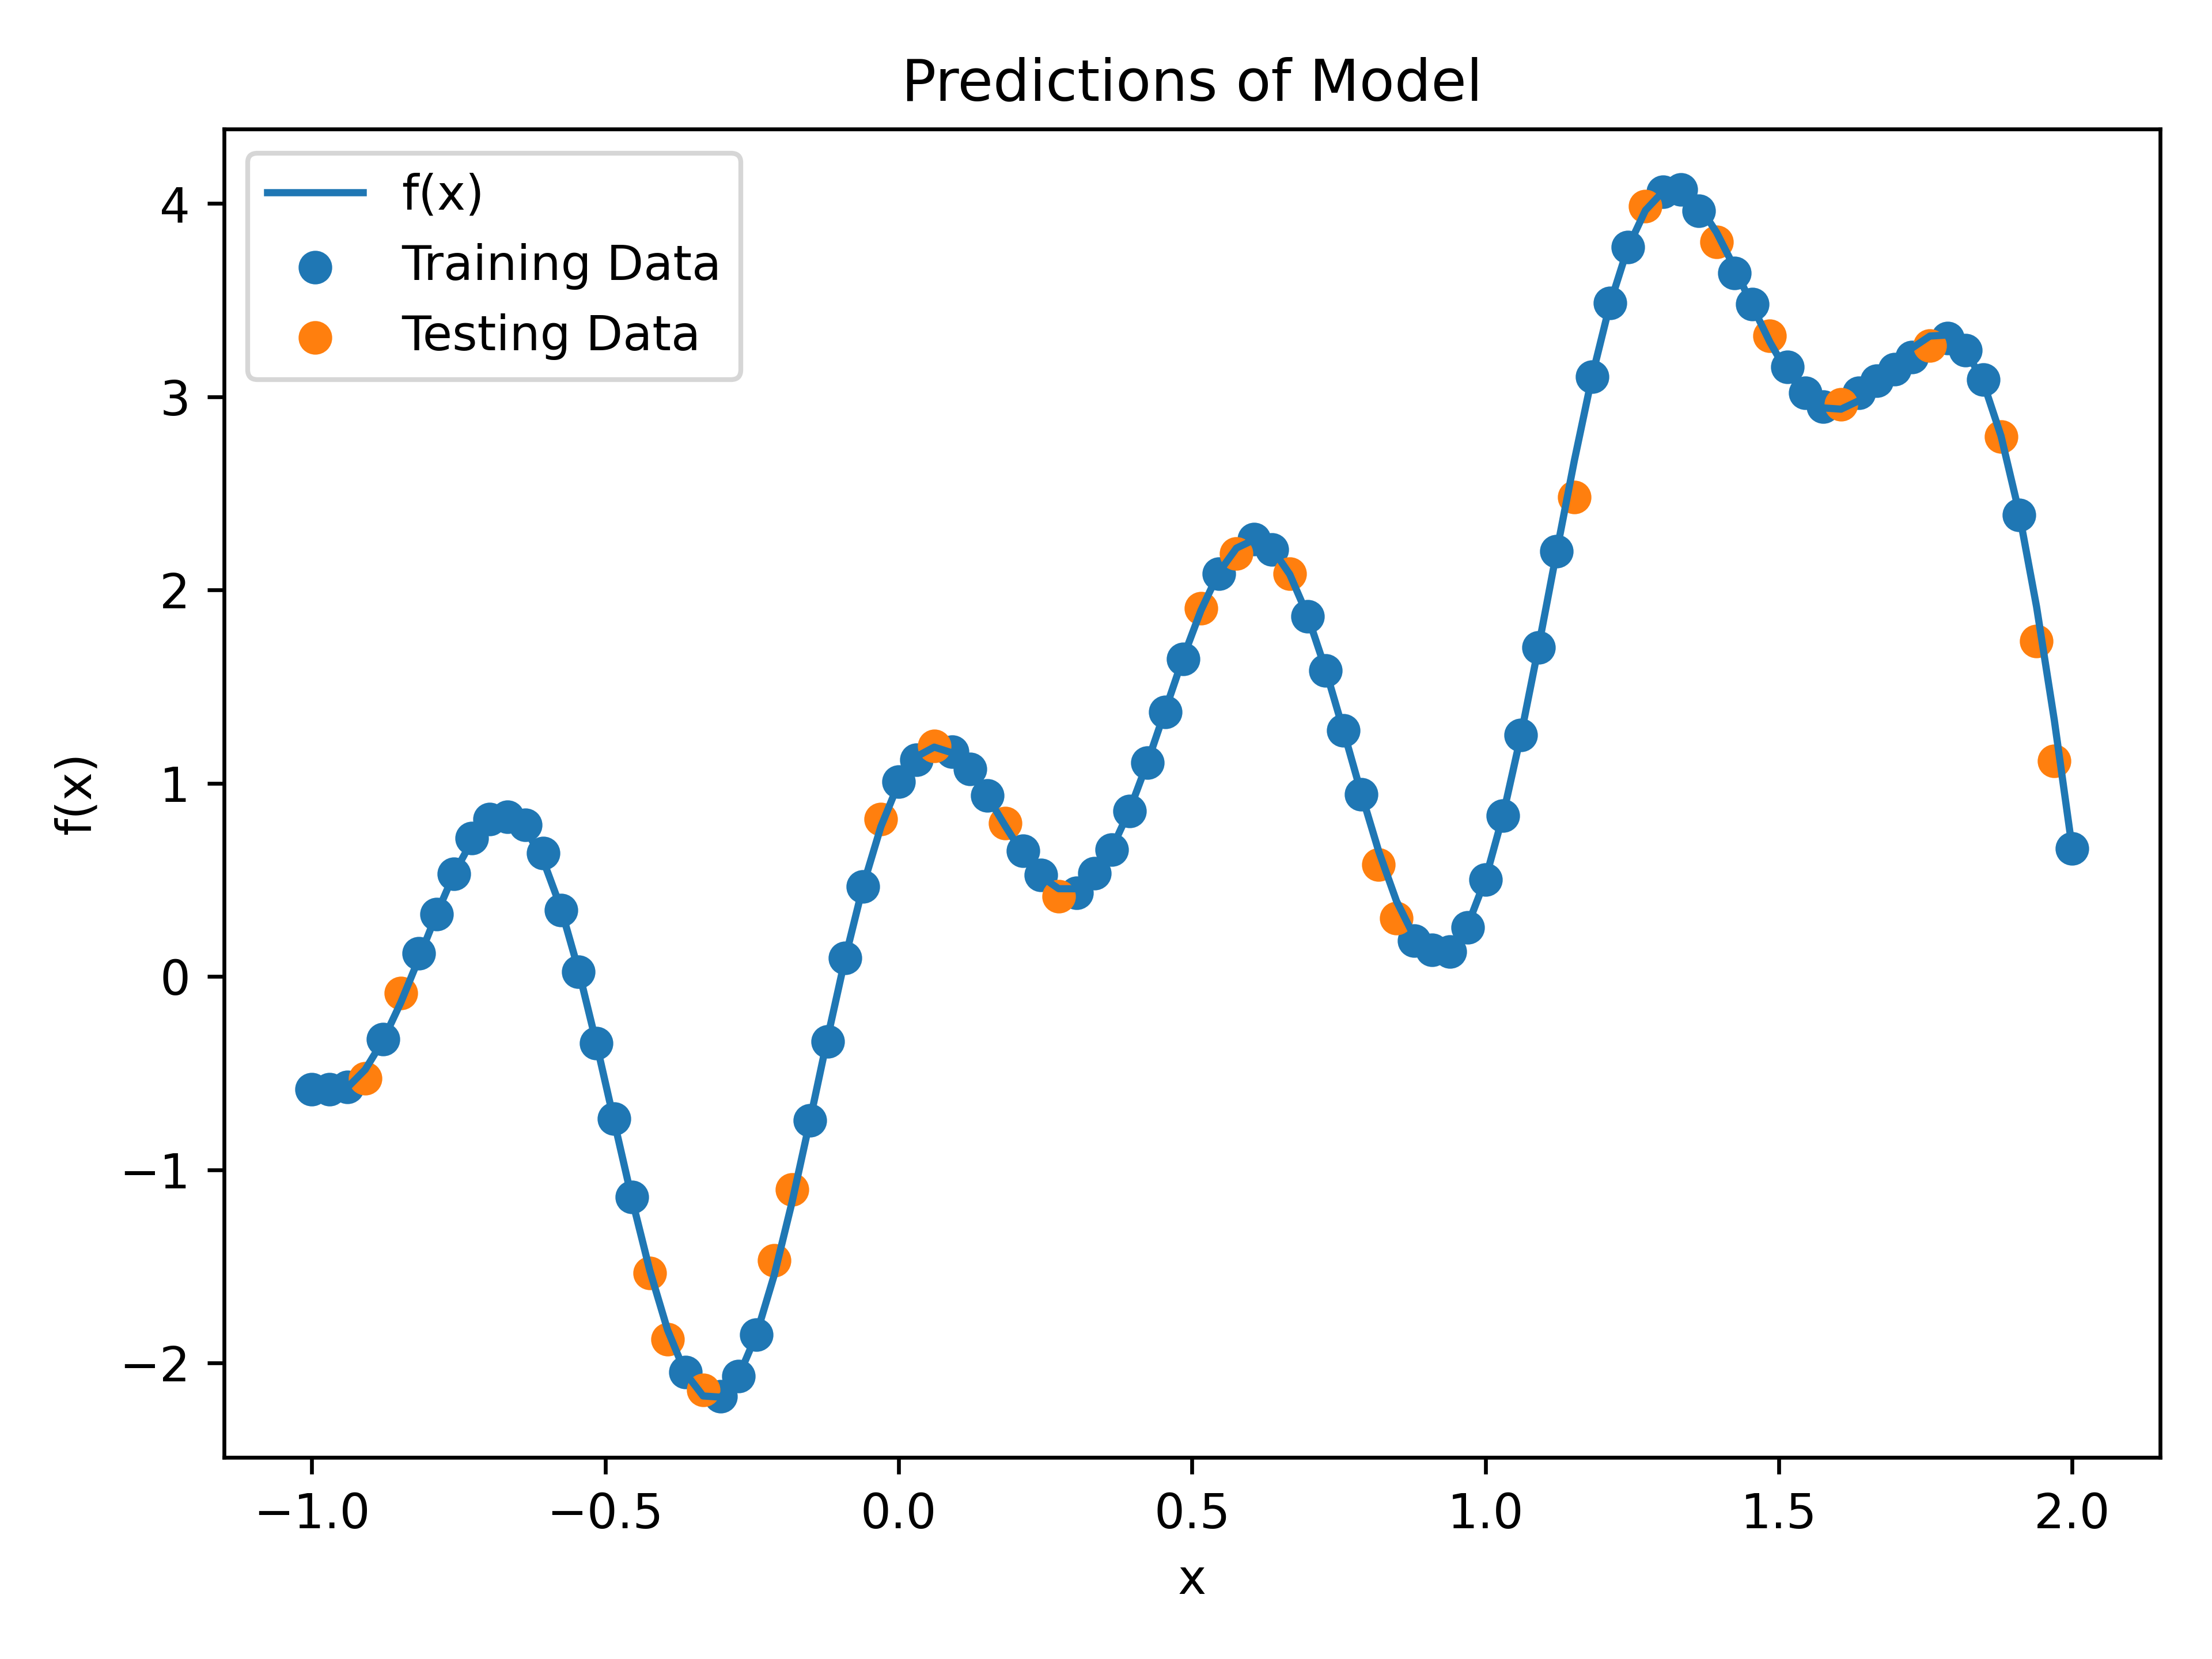 Predictions of Model
f(x)
Training Data
Testing Data
4
3
2
1
0
−1
−2
f(x)
−1.0 −0.5 0.0 0.5 1.0 1.5 2.0
x